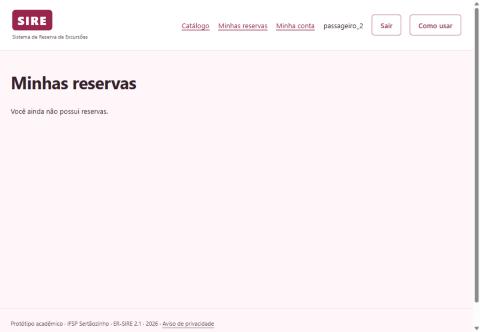 SIRE
Sistema de Reserva de Excursões
Catálogo Minhas reservas Minha conta passageiro_2 Sair Como usar
Minhas reservas
Você ainda não possui reservas.
Protótipo acadêmico · IFSP Sertãozinho · ER-SIRE 2.1 · 2026 · Aviso de privacidade